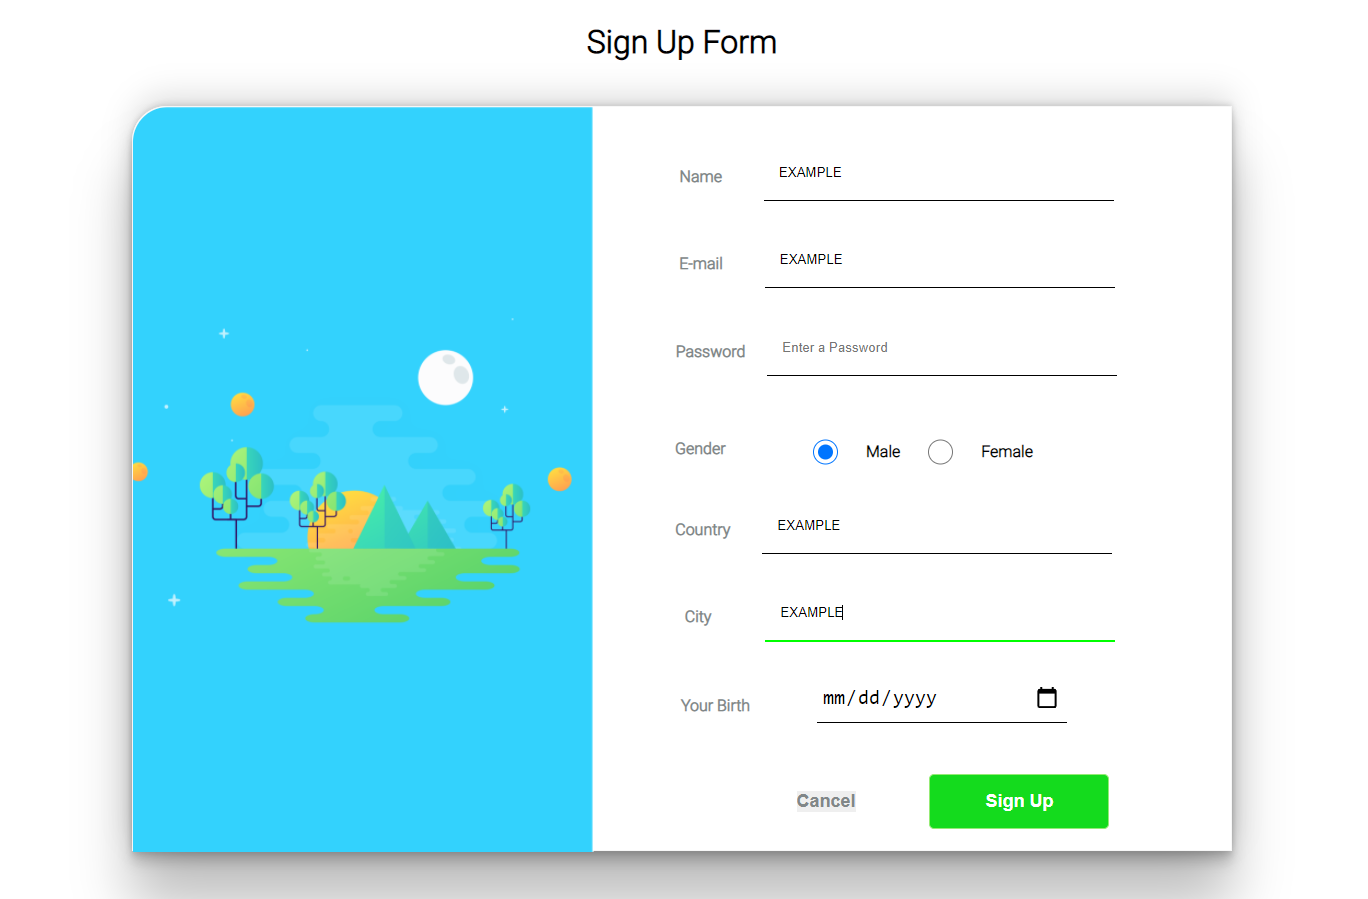 Sign Up Form
Name EXAMPLE
E-mail EXAMPLE
Password Enter a Password
Gender Male Female
Country EXAMPLE
City EXAMPLE
Your Birth mm/dd/yyyy
Cancel Sign Up